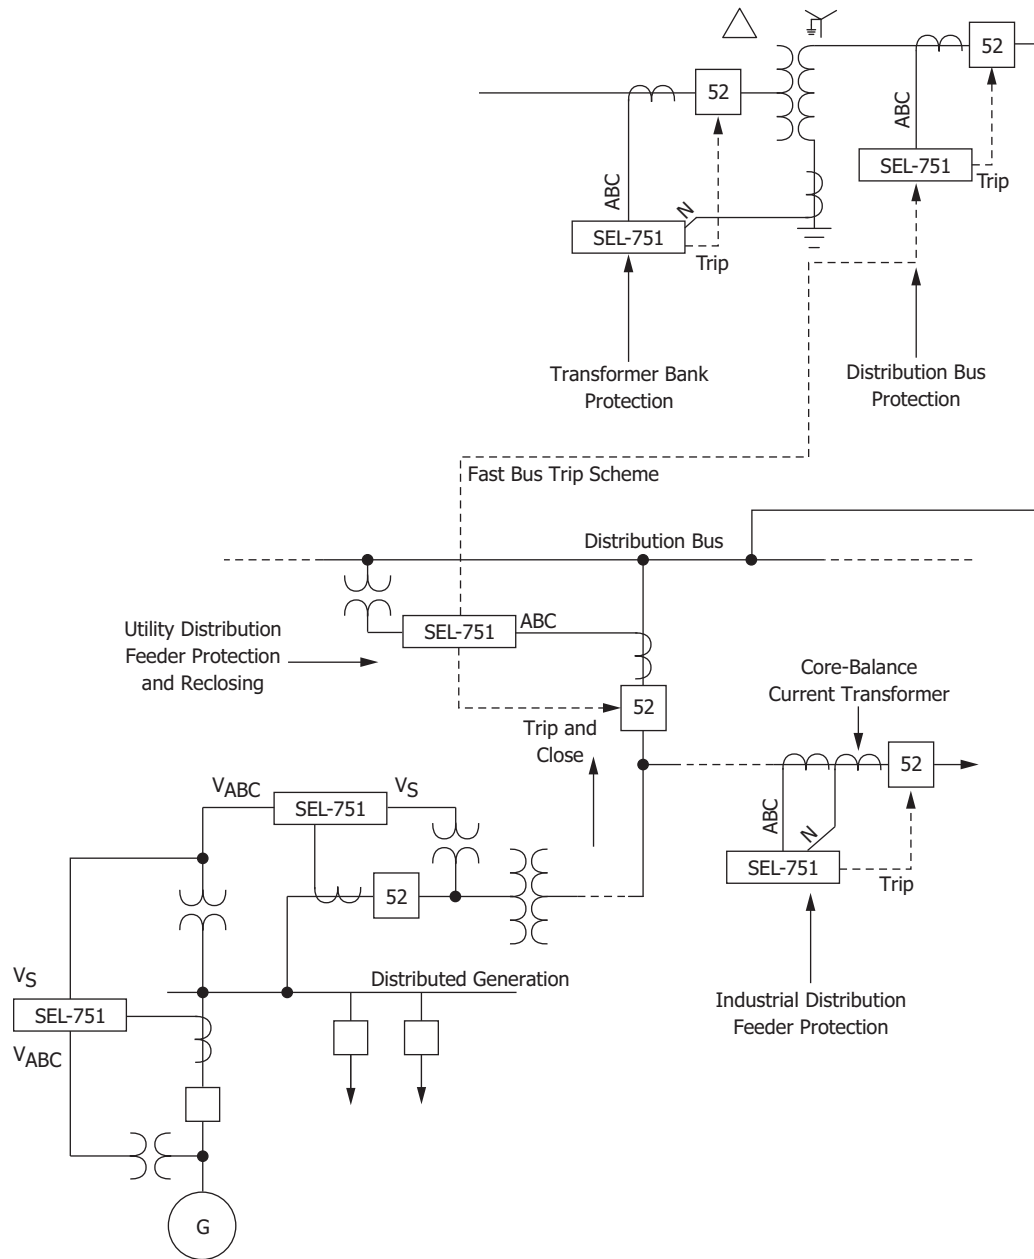 52
52
ABC
ABC
SEL-751
Trip
N
SEL-751
Trip
Transformer Bank
Protection
Distribution Bus
Protection
Fast Bus Trip Scheme
Distribution Bus
Utility Distribution
Feeder Protection
and Reclosing
SEL-751
ABC
52
Trip and
Close
Core-Balance
Current Transformer
52
ABC
N
SEL-751
Trip
Industrial Distribution
Feeder Protection
VABC
SEL-751
VS
52
VS
SEL-751
VABC
Distributed Generation
G